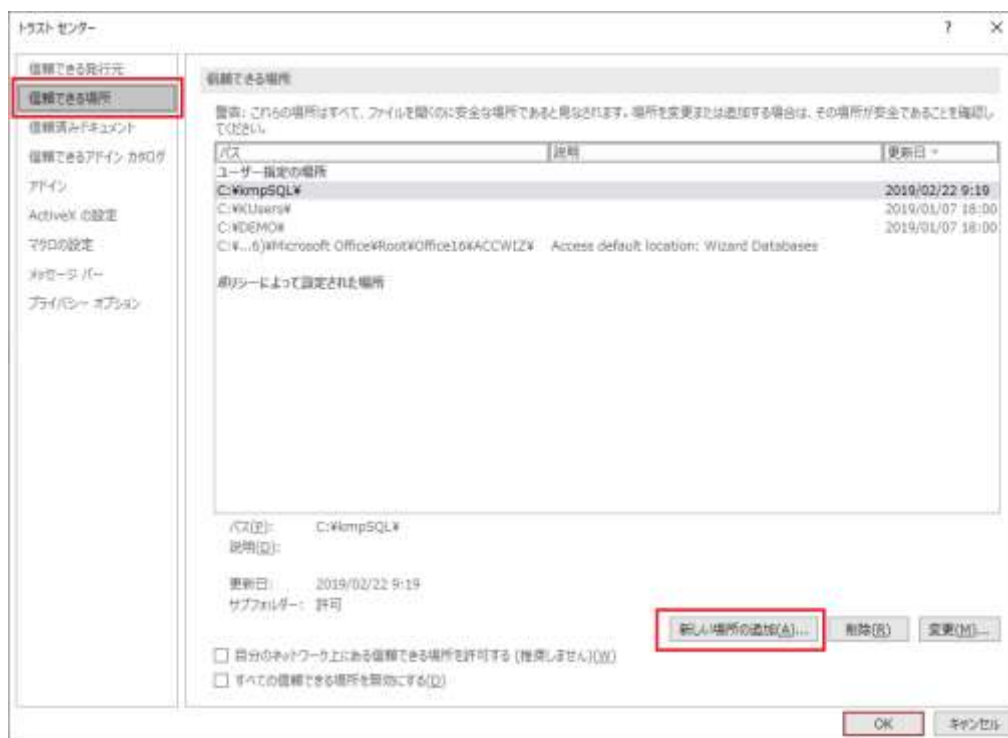 トラスト センター
? ×
信頼できる発行元
信頼できる場所
信頼済みドキュメント
信頼できるアドイン カタログ
アドイン
ActiveX の設定
マクロの設定
メッセージ バー
プライバシー オプション
信頼できる場所
警告: これらの場所はすべて、ファイルを開くのに安全な場所であると見なされます。場所を変更または追加する場合は、その場所が安全であることを確認し
てください。
パス 説明 更新日
ユーザー指定の場所
C:¥kmpSQL¥ 2019/02/22 9:19
C:¥KUsers¥ 2019/01/07 18:00
C:¥DEMO¥ 2019/01/07 18:00
C:¥...6)¥Microsoft Office¥Root¥Office16¥ACCWIZ¥ Access default location: Wizard Databases
ポリシーによって設定された場所
パス(P): C:¥kmpSQL¥
説明(D):
更新日: 2019/02/22 9:19
サブフォルダー: 許可
新しい場所の追加(A)... 削除(R) 変更(M)...
自分のネットワーク上にある信頼できる場所を許可する (推奨しません)(W)
すべての信頼できる場所を無効にする(D)
OK キャンセル